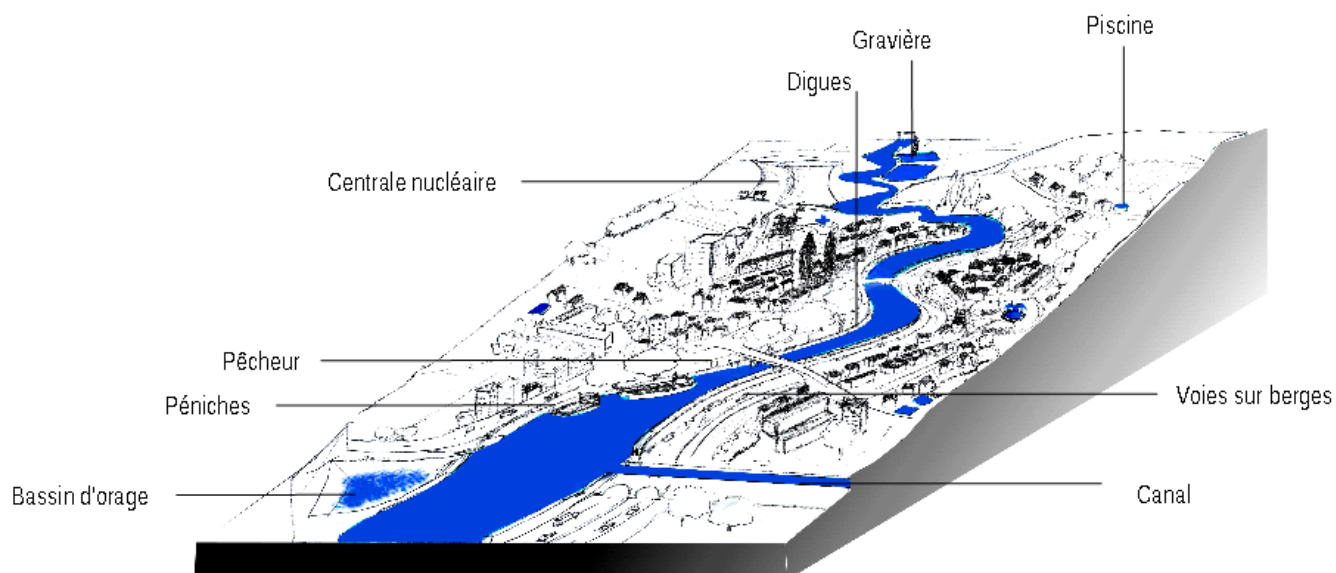 Piscine
Gravière
Digues
Centrale nucléaire
Pêcheur
Péniches
Voies sur berges
Bassin d'orage
Canal